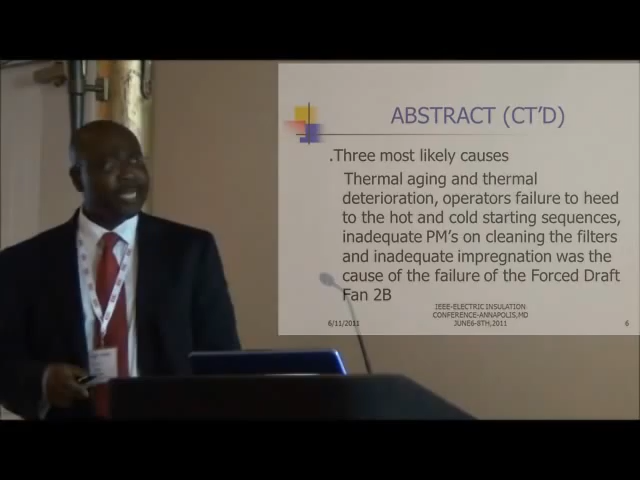 ABSTRACT (CT'D)
.Three most likely causes
Thermal aging and thermal
deterioration, operators failure to heed
to the hot and cold starting sequences,
inadequate PM's on cleaning the filters
and inadequate impregnation was the
cause of the failure of the Forced Draft
Fan 2B
IEEE-ELECTRIC INSULATION
CONFERENCE-ANNAPOLIS,MD
6/11/2011 JUNE6-8TH,2011 6